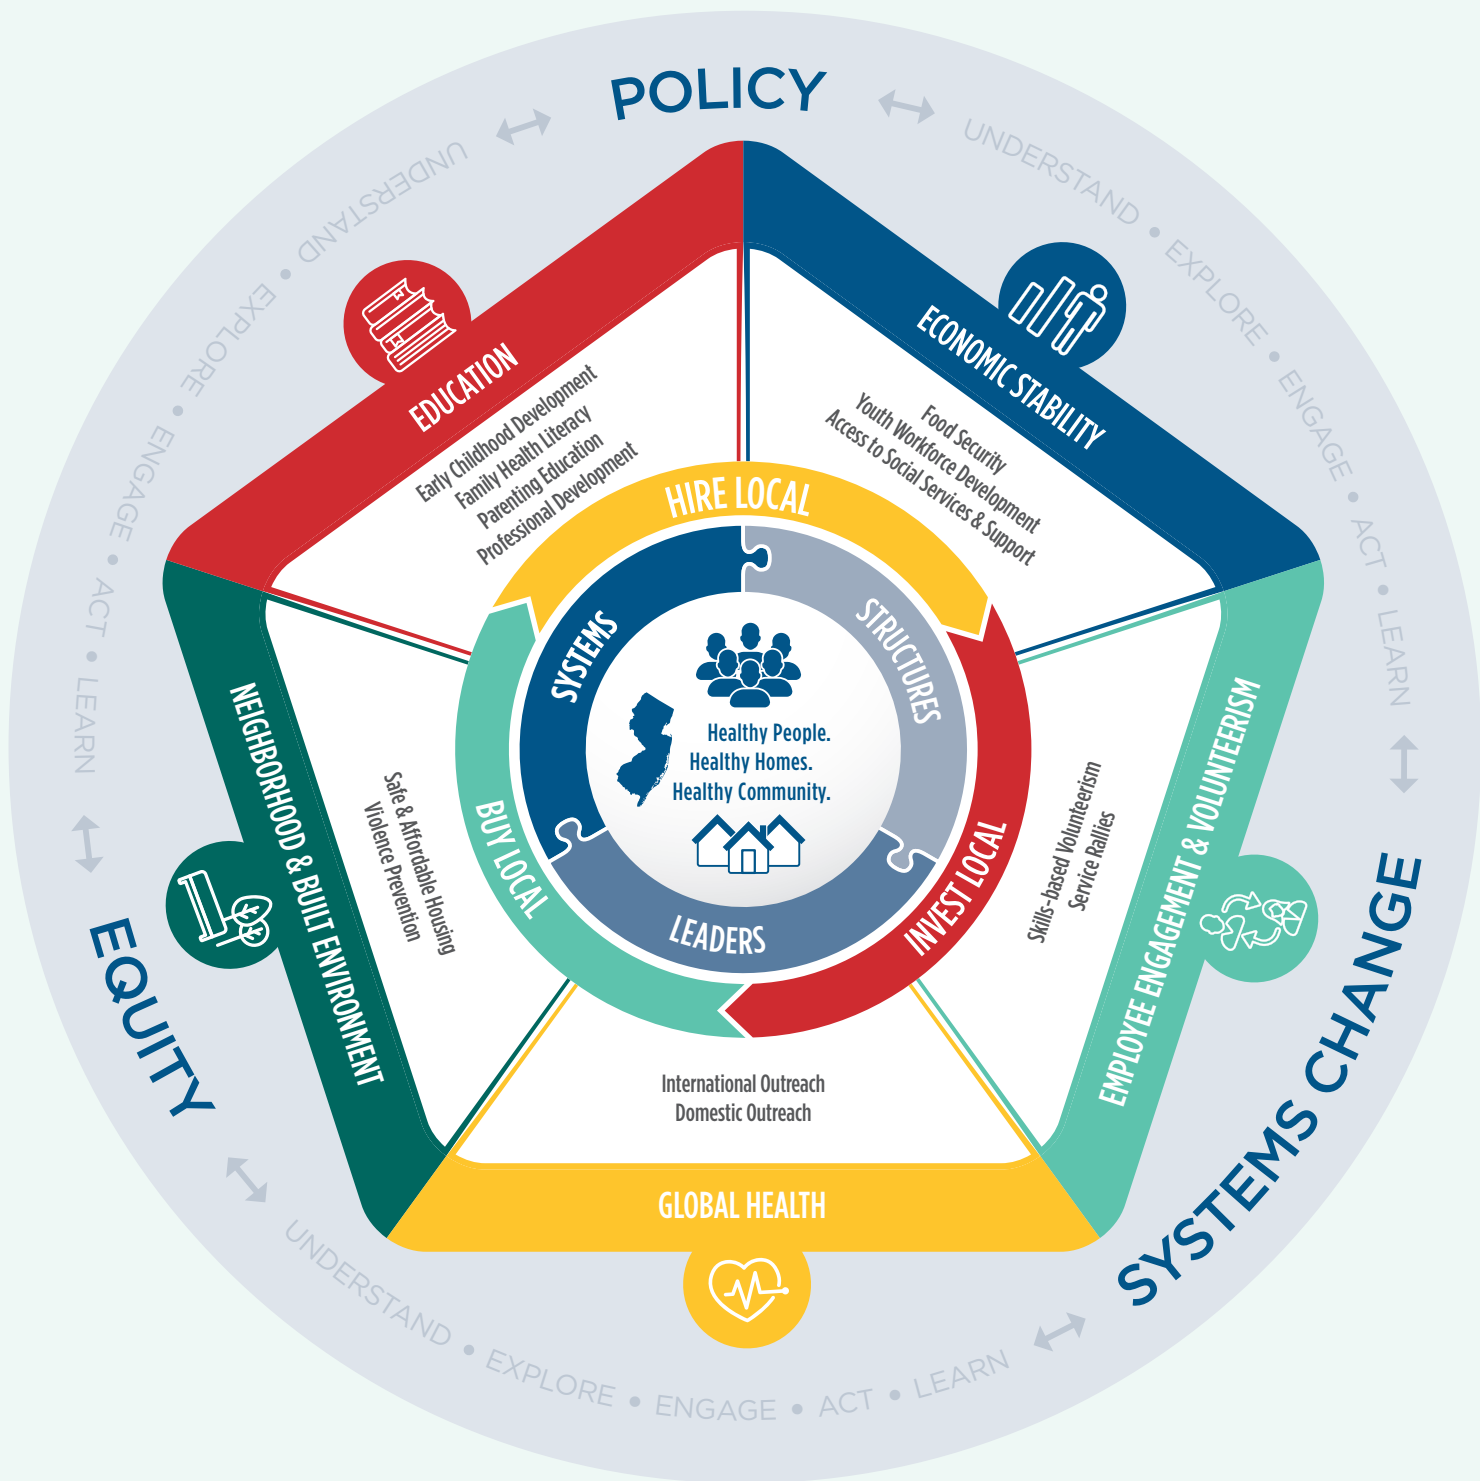 POLICY
UNDERSTAND • EXPLORE • ENGAGE • ACT • LEARN
SYSTEMS CHANGE
UNDERSTAND • EXPLORE • ENGAGE • ACT • LEARN
EQUITY
UNDERSTAND • EXPLORE • ENGAGE • ACT • LEARN
EDUCATION
Early Childhood Development
Family Health Literacy
Parenting Education
Professional Development
ECONOMIC STABILITY
Food Security
Youth Workforce Development
Access to Social Services & Support
EMPLOYEE ENGAGEMENT & VOLUNTEERISM
Skills-based Volunteerism
Service Rallies
GLOBAL HEALTH
International Outreach
Domestic Outreach
NEIGHBORHOOD & BUILT ENVIRONMENT
Safe & Affordable Housing
Violence Prevention
HIRE LOCAL
INVEST LOCAL
BUY LOCAL
SYSTEMS
STRUCTURES
LEADERS
Healthy People.
Healthy Homes.
Healthy Community.